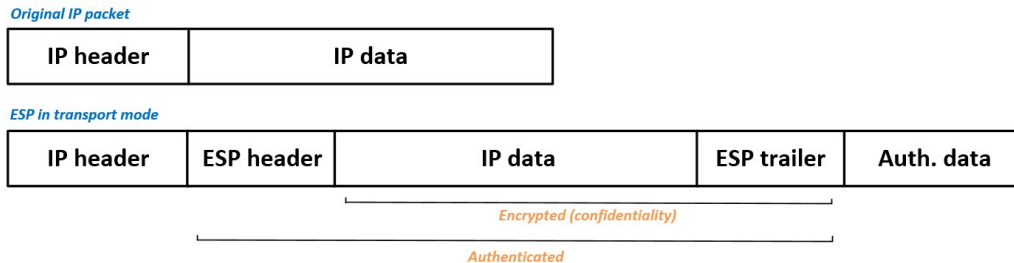 Original IP packet
IP header IP data
ESP in transport mode
IP header ESP header IP data ESP trailer Auth. data
Encrypted (confidentiality)
Authenticated